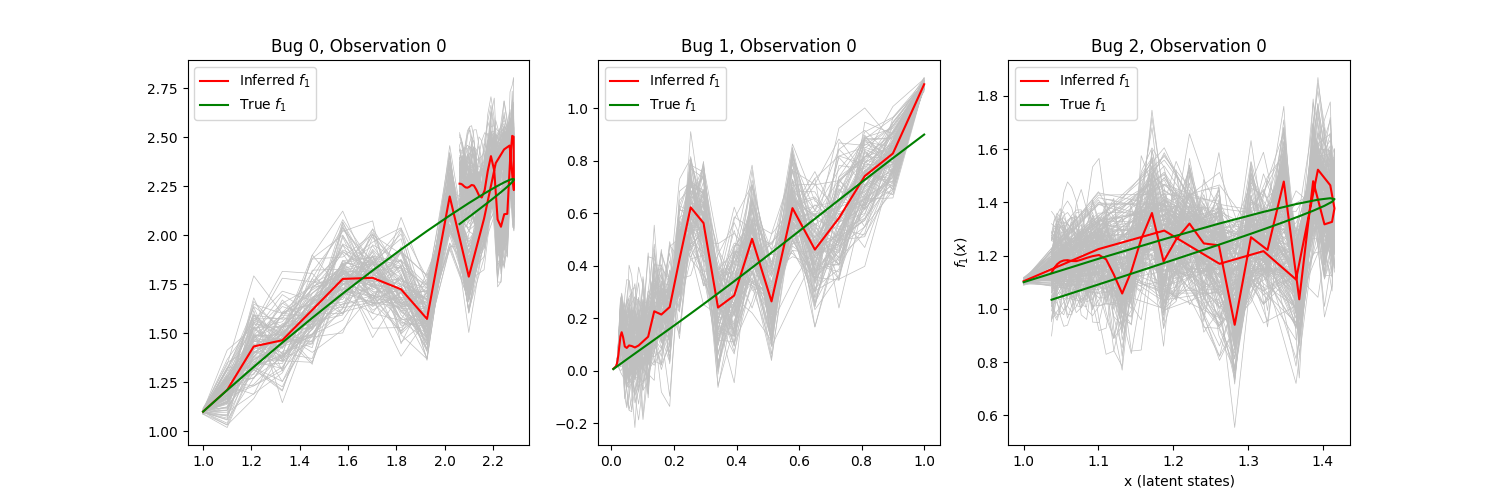 Bug 0, Observation 0
Inferred f₁
True f₁
2.75
2.50
2.25
2.00
1.75
1.50
1.25
1.00
1.0 1.2 1.4 1.6 1.8 2.0 2.2
Bug 1, Observation 0
Inferred f₁
True f₁
1.0
0.8
0.6
0.4
0.2
0.0
−0.2
0.0 0.2 0.4 0.6 0.8 1.0
Bug 2, Observation 0
Inferred f₁
True f₁
f₁(x)
1.8
1.6
1.4
1.2
1.0
0.8
0.6
1.0 1.1 1.2 1.3 1.4
x (latent states)